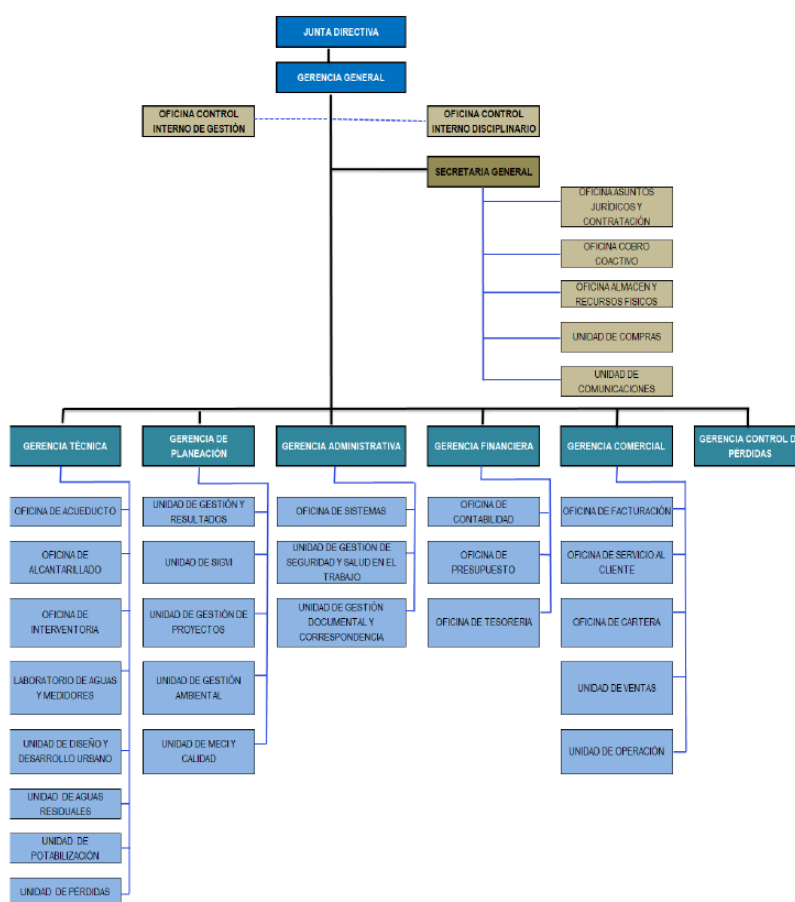 JUNTA DIRECTIVA
GERENCIA GENERAL
OFICINA CONTROL
INTERNO DE GESTIÓN
OFICINA CONTROL
INTERNO DISCIPLINARIO
SECRETARIA GENERAL
OFICINA ASUNTOS
JURÍDICOS Y
CONTRATACIÓN
OFICINA COBRO
COACTIVO
OFICINA ALMACEN Y
RECURSOS FISICOS
UNIDAD DE COMPRAS
UNIDAD DE
COMUNICACIONES
GERENCIA TÉCNICA
GERENCIA DE
PLANEACIÓN
GERENCIA ADMINISTRATIVA
GERENCIA FINANCIERA
GERENCIA COMERCIAL
GERENCIA CONTROL D
PÉRDIDAS
OFICINA DE ACUEDUCTO
OFICINA DE
ALCANTARILLADO
OFICINA DE
INTERVENTORIA
LABORATORIO DE AGUAS
Y MEDIDORES
UNIDAD DE DISEÑO Y
DESARROLLO URBANO
UNIDAD DE AGUAS
RESIDUALES
UNIDAD DE
POTABILIZACIÓN
UNIDAD DE PÉRDIDAS
UNIDAD DE GESTIÓN Y
RESULTADOS
UNIDAD DE SIGVI
UNIDAD DE GESTIÓN DE
PROYECTOS
UNIDAD DE GESTIÓN
AMBIENTAL
UNIDAD DE MECI Y
CALIDAD
OFICINA DE SISTEMAS
UNIDAD DE GESTION DE
SEGURIDAD Y SALUD EN EL
TRABAJO
UNIDAD DE GESTIÓN
DOCUMENTAL Y
CORRESPONDENCIA
OFICINA DE
CONTABILIDAD
OFICINA DE
PRESUPUESTO
OFICINA DE TESORERIA
OFICINA DE FACTURACIÓN
OFICINA DE SERVICIO AL
CLIENTE
OFICINA DE CARTERA
UNIDAD DE VENTAS
UNIDAD DE OPERACIÓN